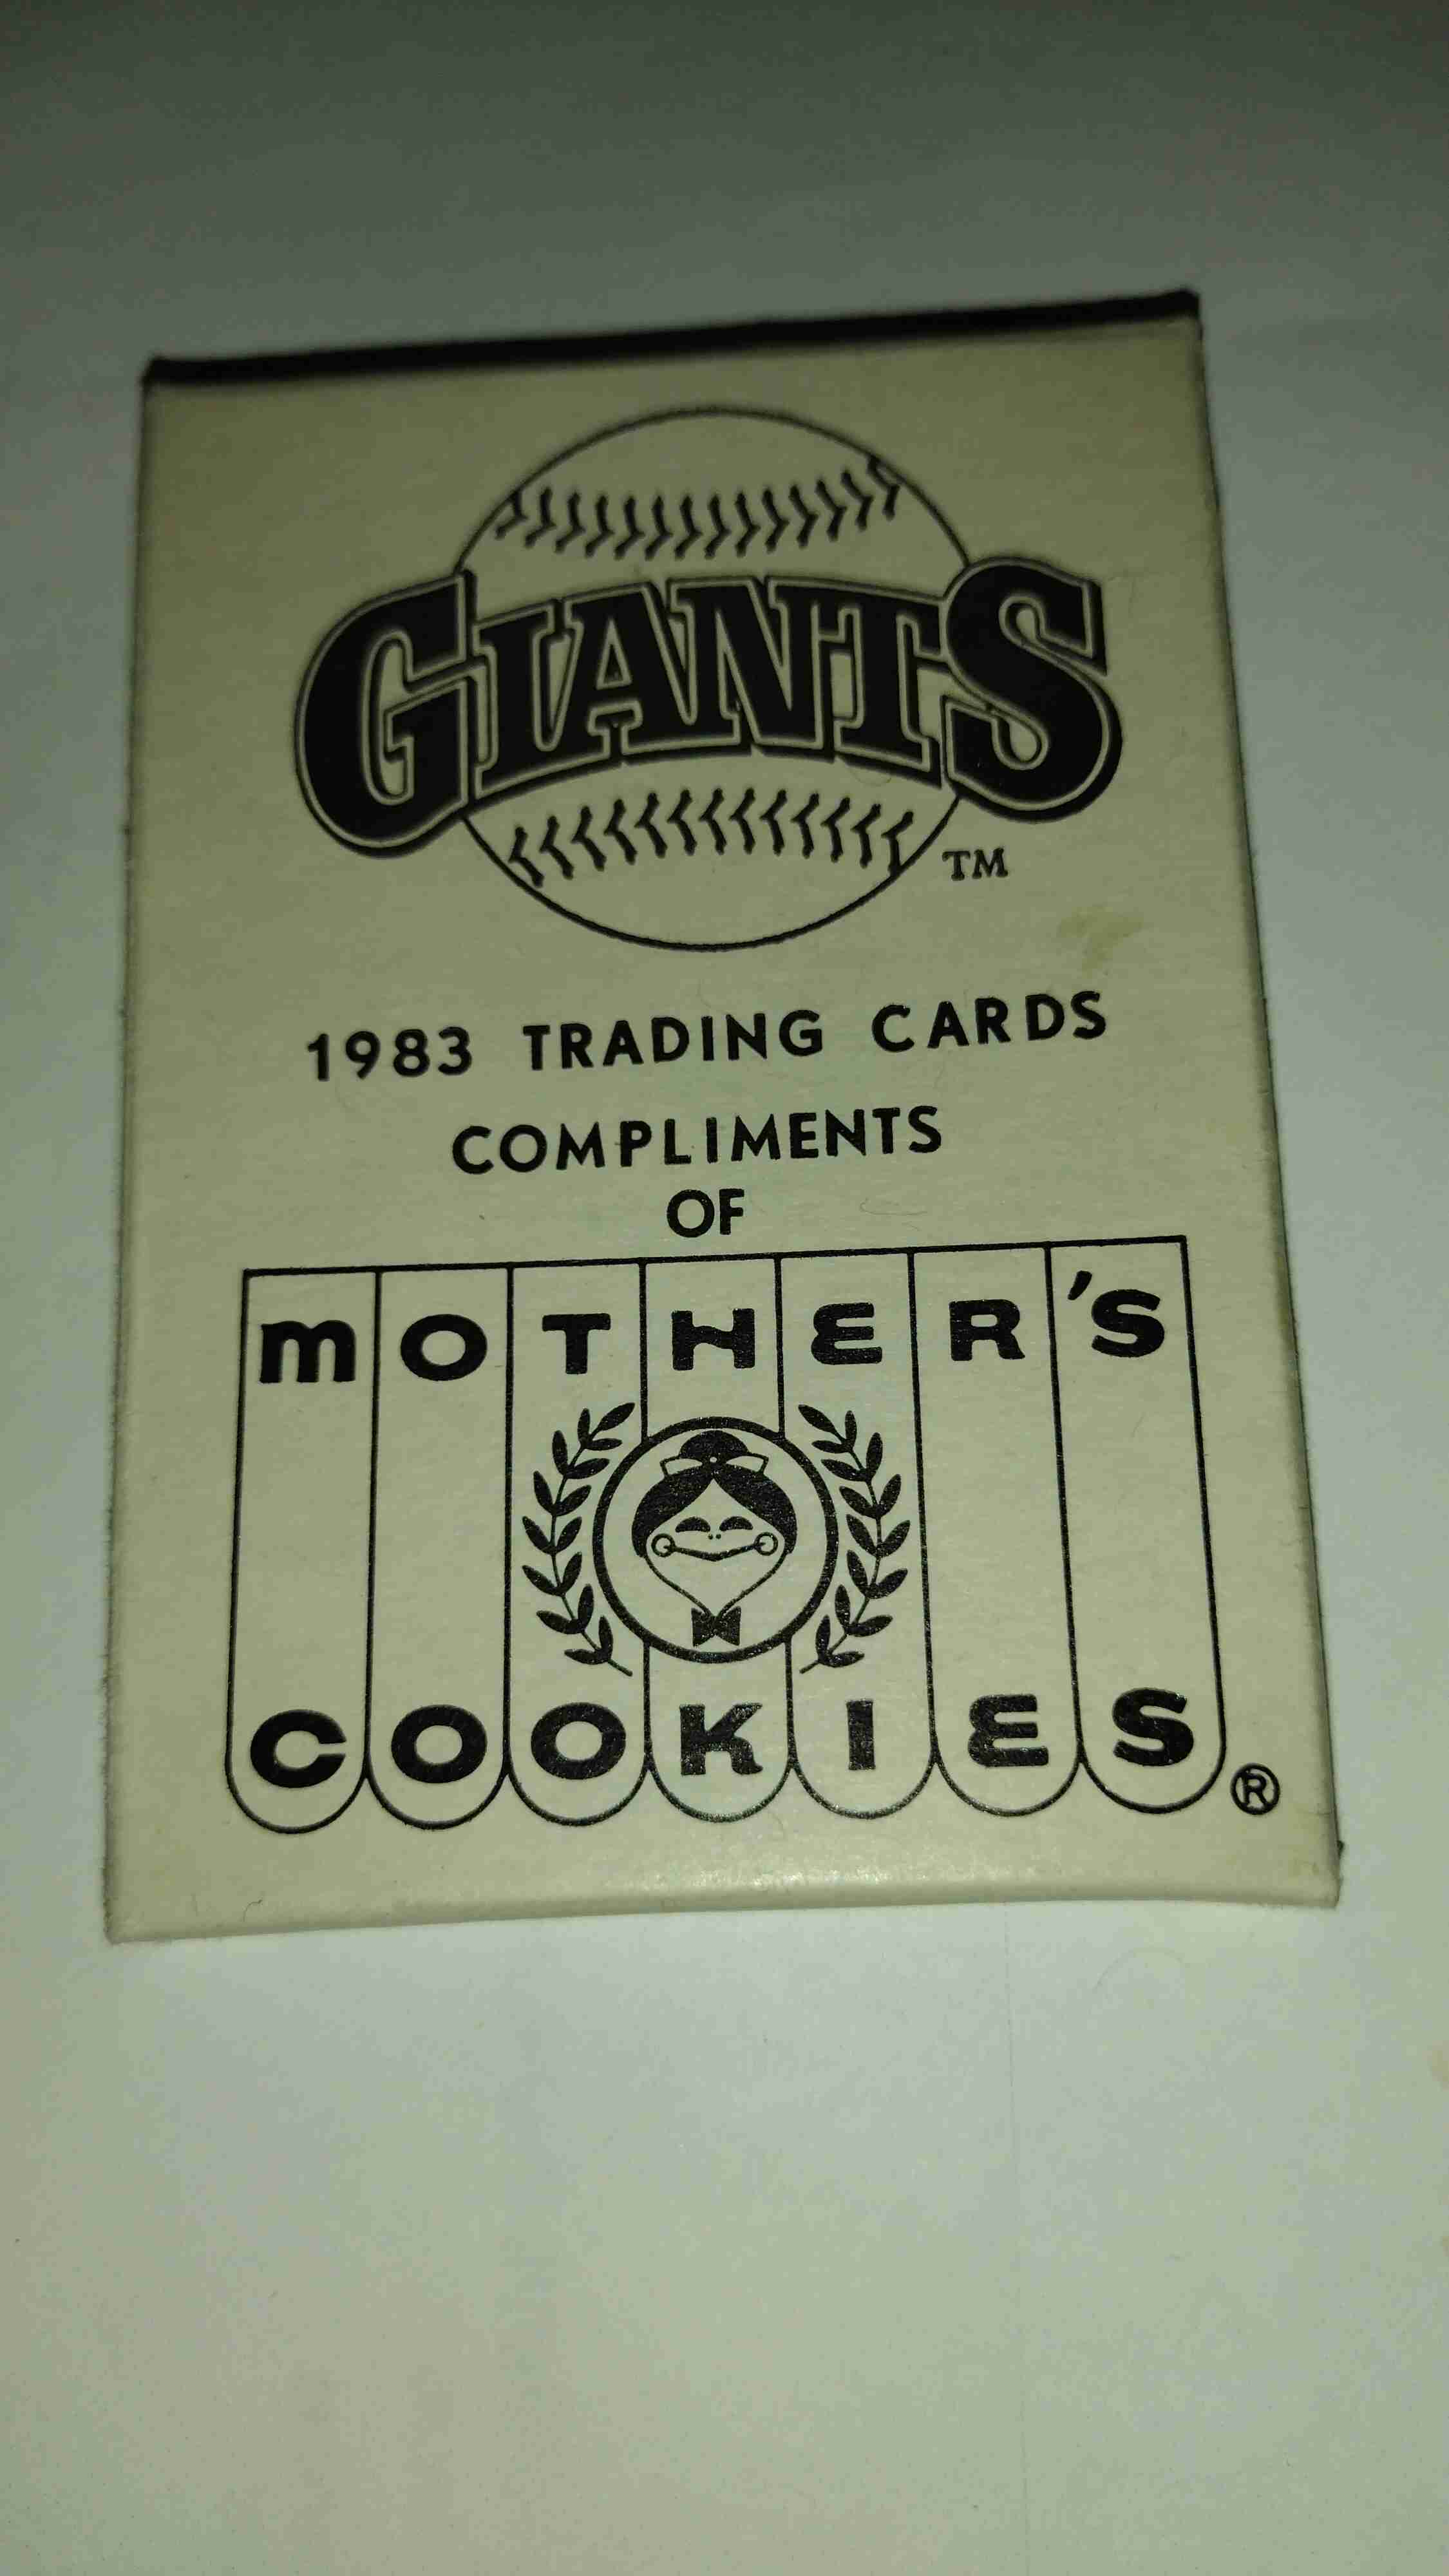 GIANTS
TM
1983 TRADING CARDS
COMPLIMENTS
OF
mOTHER'S
COOKIES
®